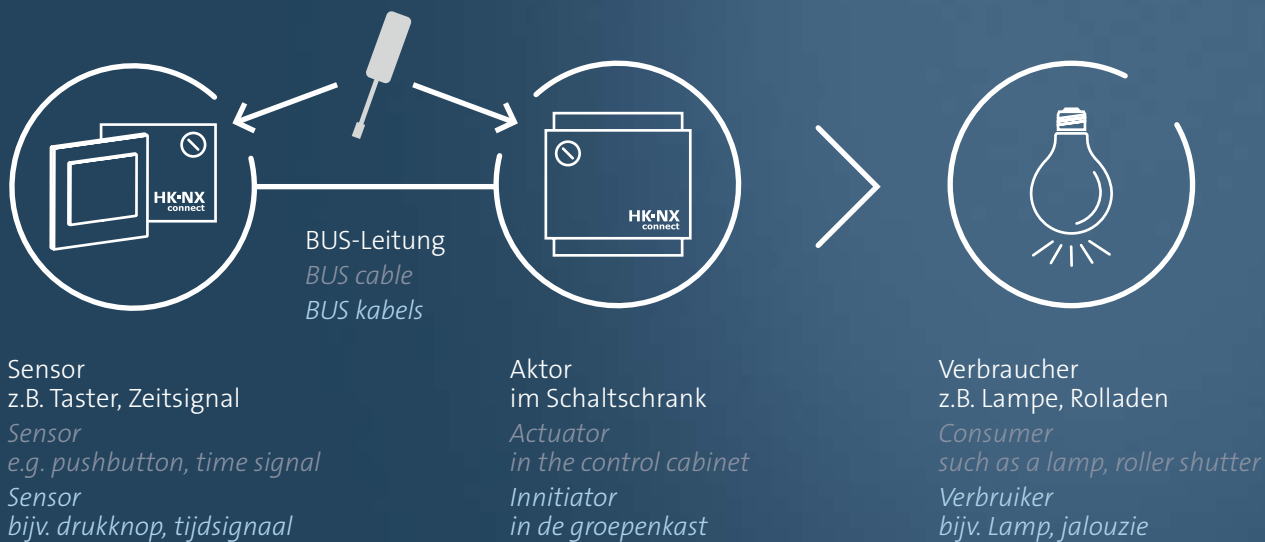 HK·NX
connect
HK·NX
connect
BUS-Leitung
BUS cable
BUS kabels
Sensor
z.B. Taster, Zeitsignal
Sensor
e.g. pushbutton, time signal
Sensor
bijv. drukknop, tijdsignaal
Aktor
im Schaltschrank
Actuator
in the control cabinet
Innitiator
in de groepenkast
Verbraucher
z.B. Lampe, Rolladen
Consumer
such as a lamp, roller shutter
Verbruiker
bijv. Lamp, jalouzie